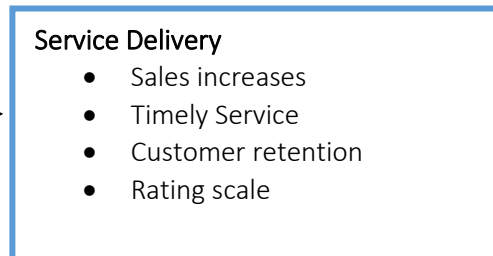 Service Delivery
• Sales increases
• Timely Service
• Customer retention
• Rating scale